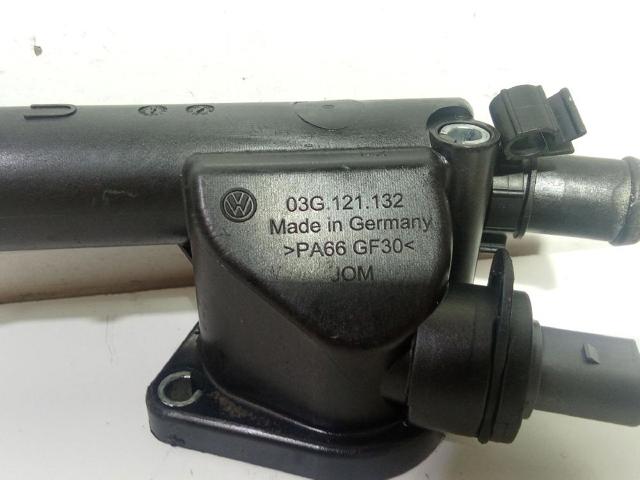 03G.121.132
Made in Germany
>PA66 GF30<
JOM